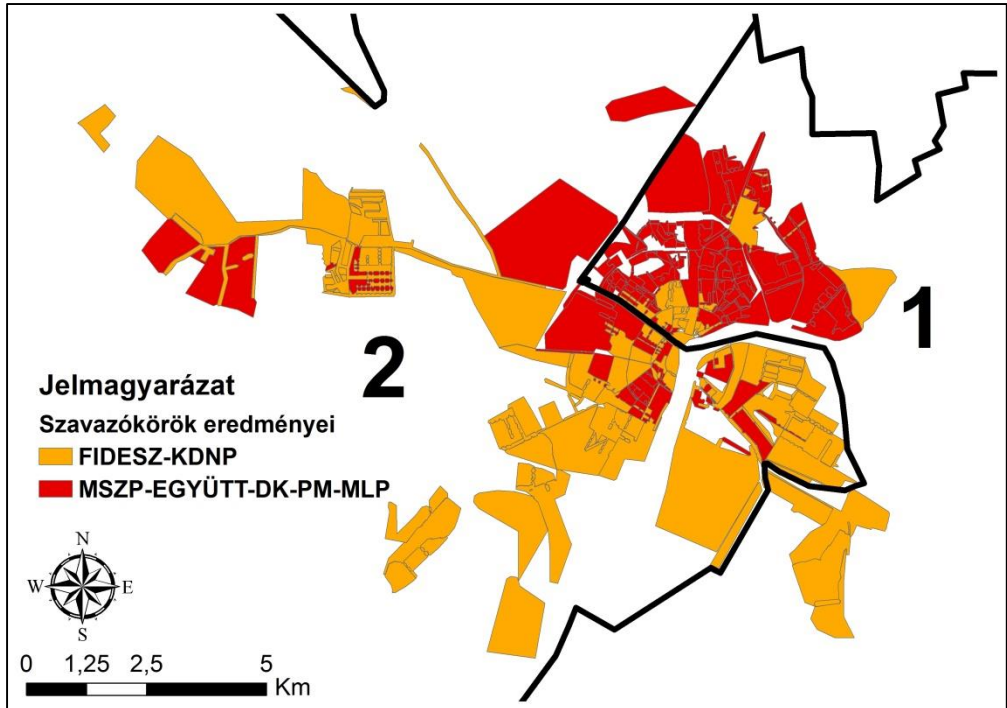 1
2
Jelmagyarázat
Szavazókörök eredményei
FIDESZ-KDNP
MSZP-EGYÜTT-DK-PM-MLP
N
W E
S
0 1,25 2,5 5
Km